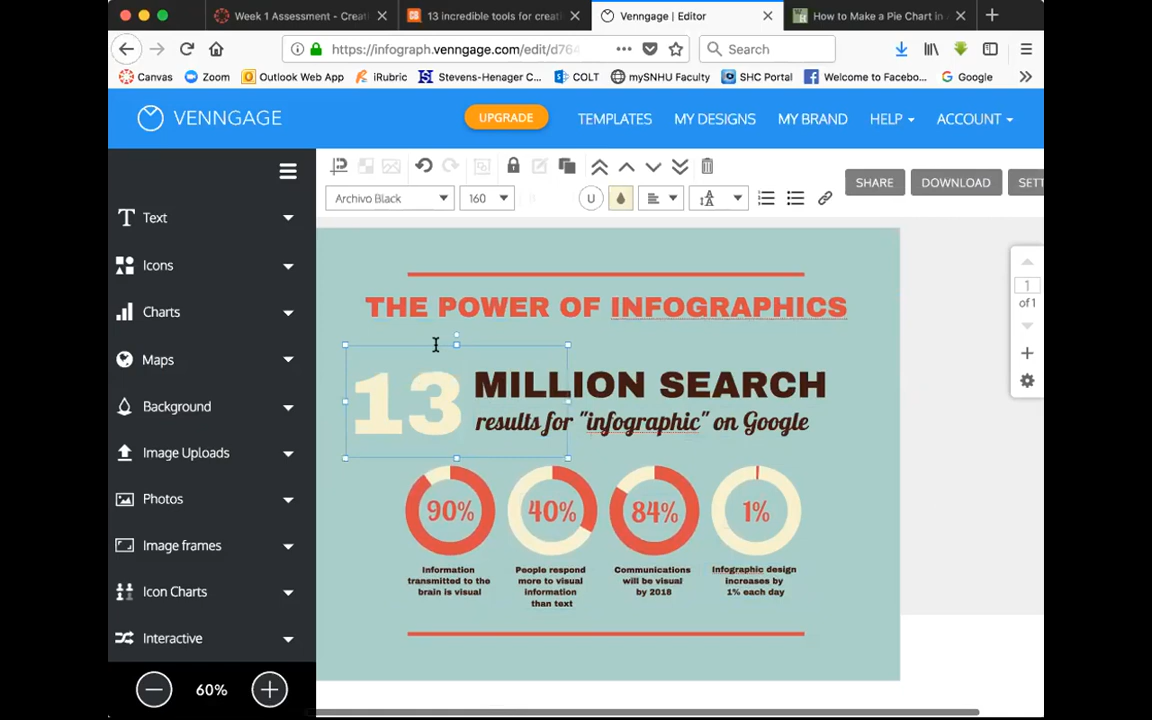 Week 1 Assessment - Creati
13 incredible tools for creati
Venngage | Editor
How to Make a Pie Chart in
https://infograph.venngage.com/edit/d764
Search
Canvas
Zoom
Outlook Web App
iRubric
Stevens-Henager C...
COLT
mySNHU Faculty
SHC Portal
Welcome to Facebo...
Google
VENNGAGE
UPGRADE
TEMPLATES
MY DESIGNS
MY BRAND
HELP
ACCOUNT
Archivo Black
160
U
SHARE
DOWNLOAD
SETT
Text
Icons
Charts
Maps
Background
Image Uploads
Photos
Image frames
Icon Charts
Interactive
60%
1
of 1
THE POWER OF INFOGRAPHICS
13
MILLION SEARCH
results for "infographic" on Google
90%
40%
84%
1%
Information
transmitted to the
brain is visual
People respond
more to visual
information
than text
Communications
will be visual
by 2018
Infographic design
increases by
1% each day